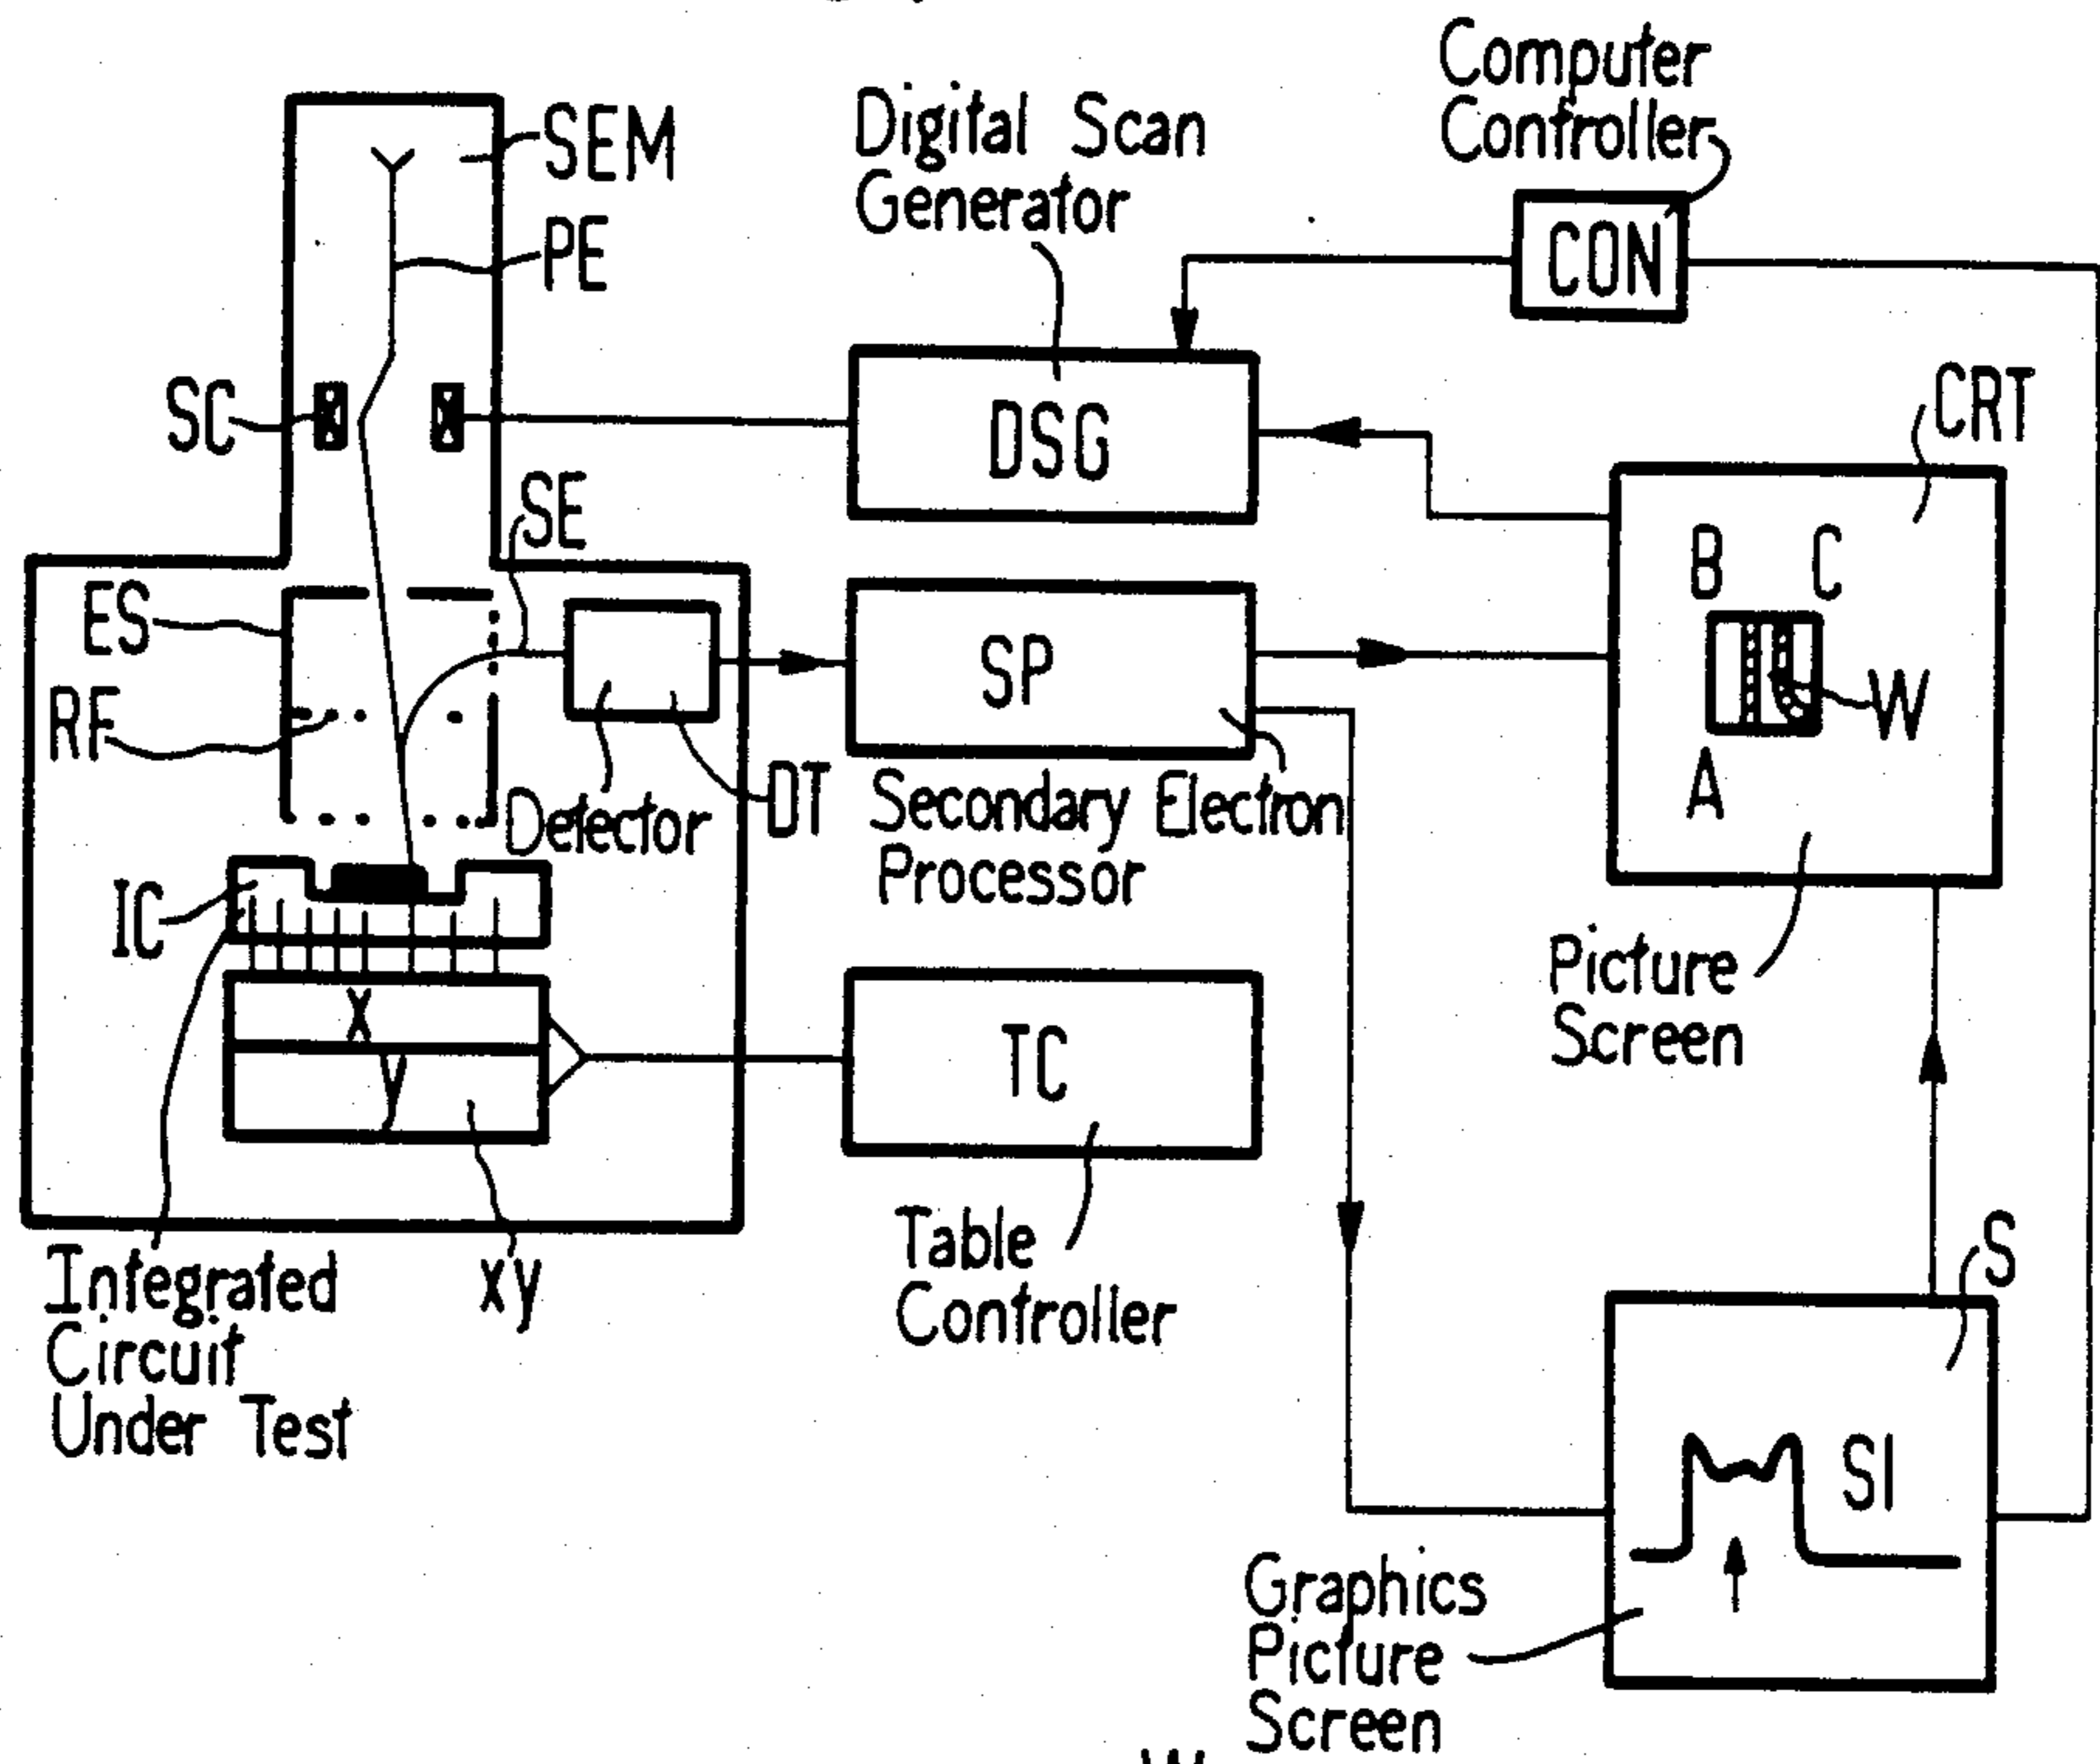 Computer
Controller
CON
Digital Scan
Generator
SEM
PE
SC
DSG
CRT
SE
ES
RF
SP
B C
W
A
Detector
DT
Secondary Electron
Processor
IC
Picture
Screen
X
Y
TC
Table
Controller
Integrated
Circuit
Under Test
xy
S
SI
Graphics
Picture
Screen